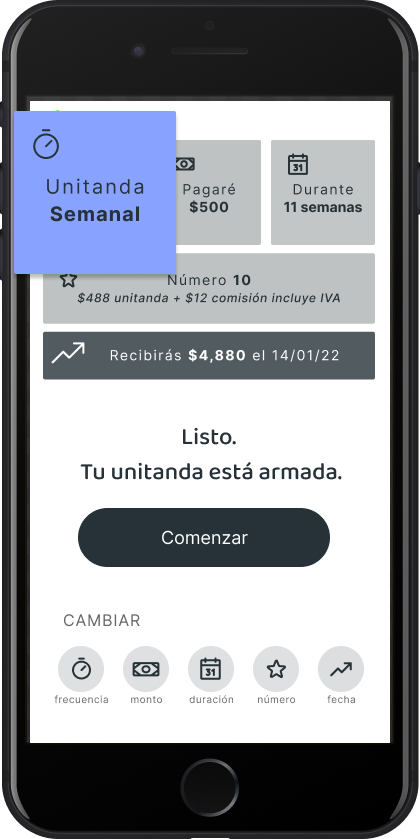 Unitanda
Semanal
Pagaré
$500
31
Durante
11 semanas
Número 10
$488 unitanda + $12 comisión incluye IVA
Recibirás $4,880 el 14/01/22
Listo.
Tu unitanda está armada.
Comenzar
CAMBIAR
31
frecuencia monto duración número fecha